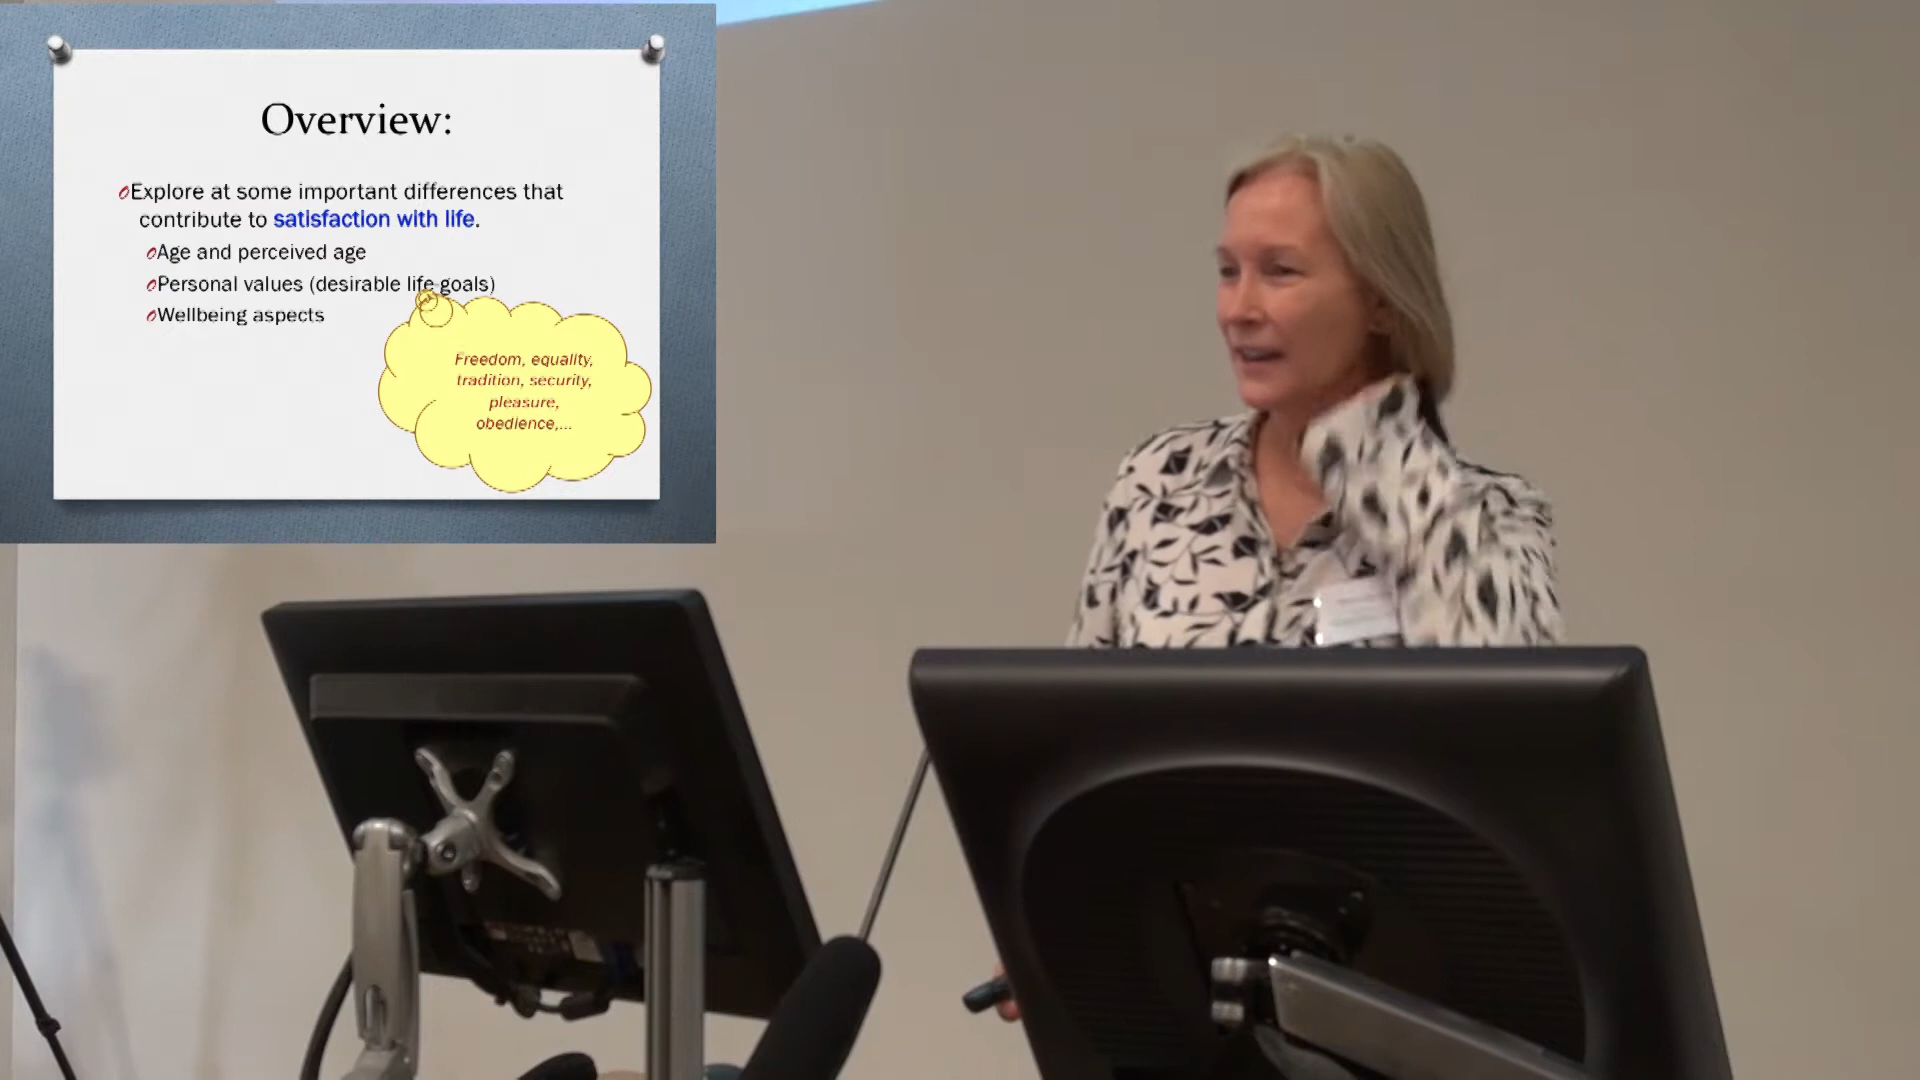 Overview:
Explore at some important differences that
contribute to satisfaction with life.
Age and perceived age
Personal values (desirable life goals)
Wellbeing aspects
Freedom, equality,
tradition, security,
pleasure,
obedience,...